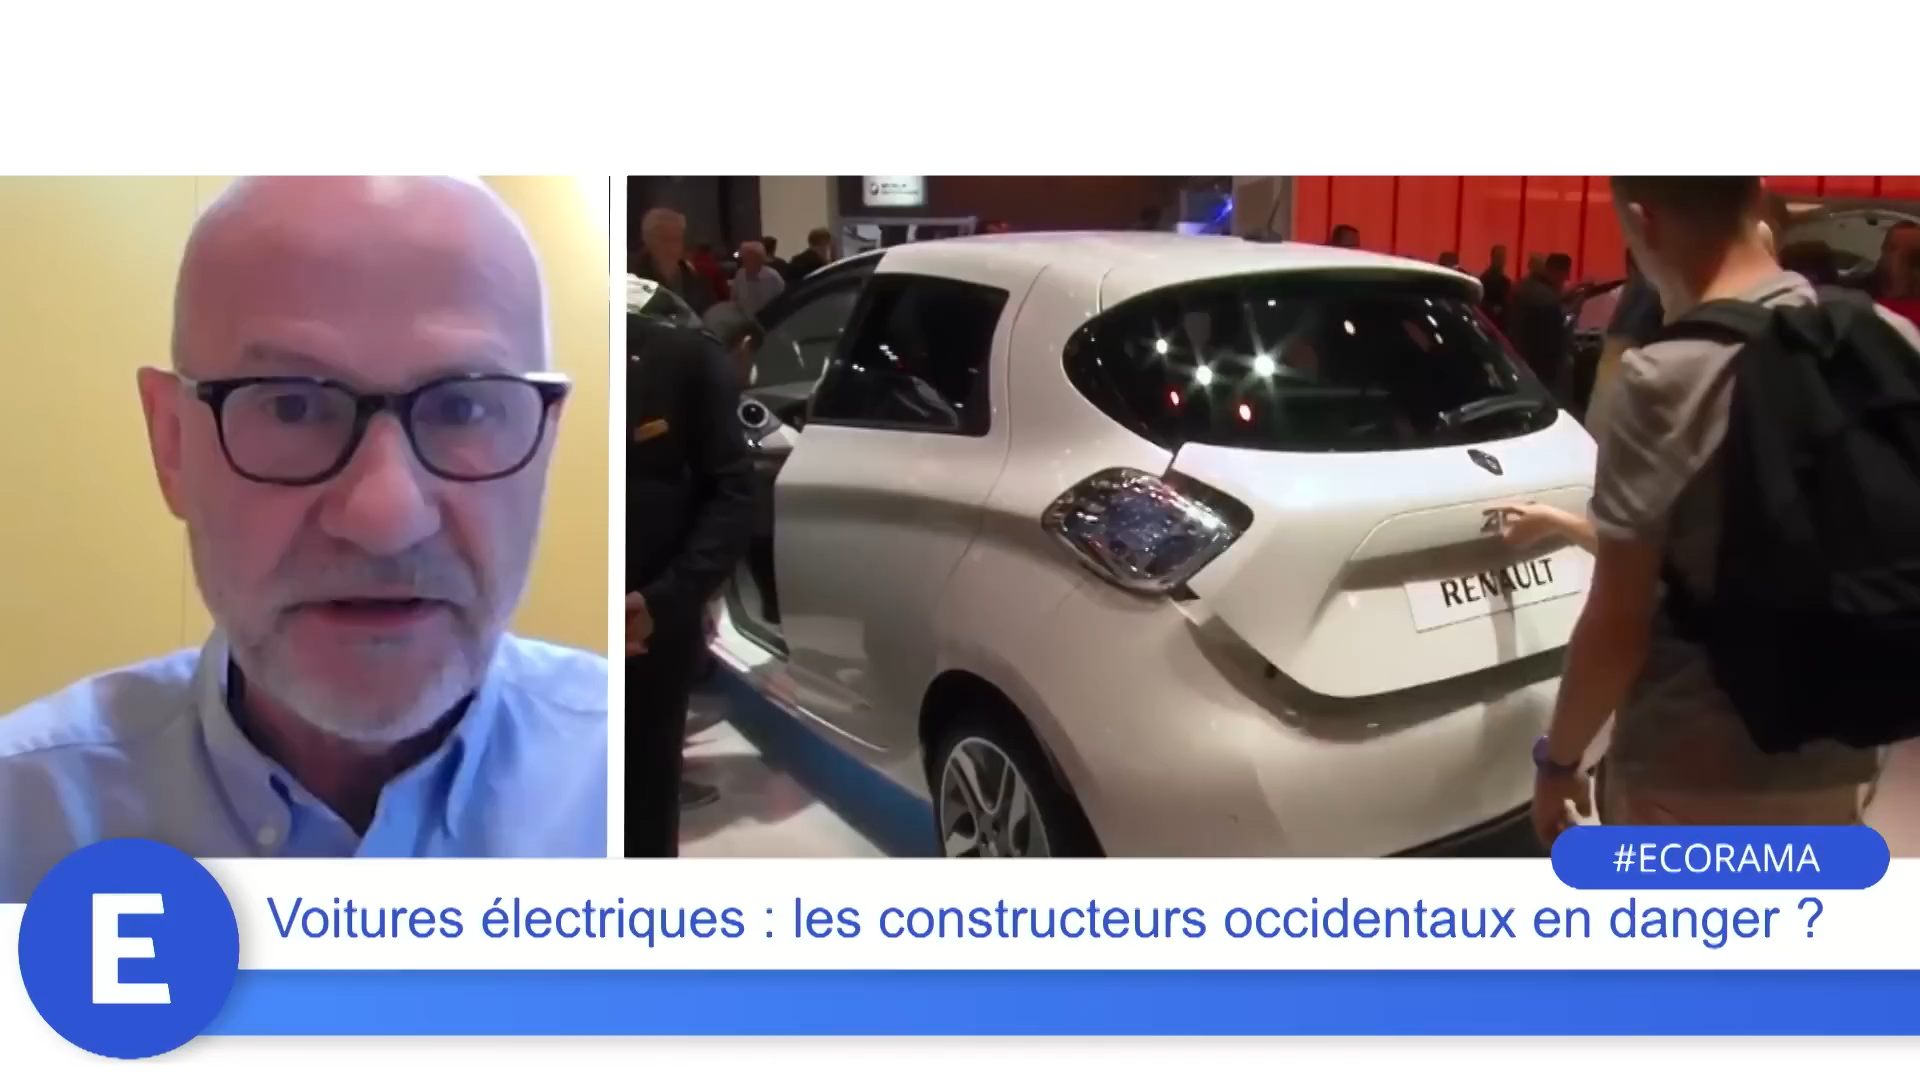 RENAULT
#ECORAMA
Voitures électriques : les constructeurs occidentaux en danger ?
E